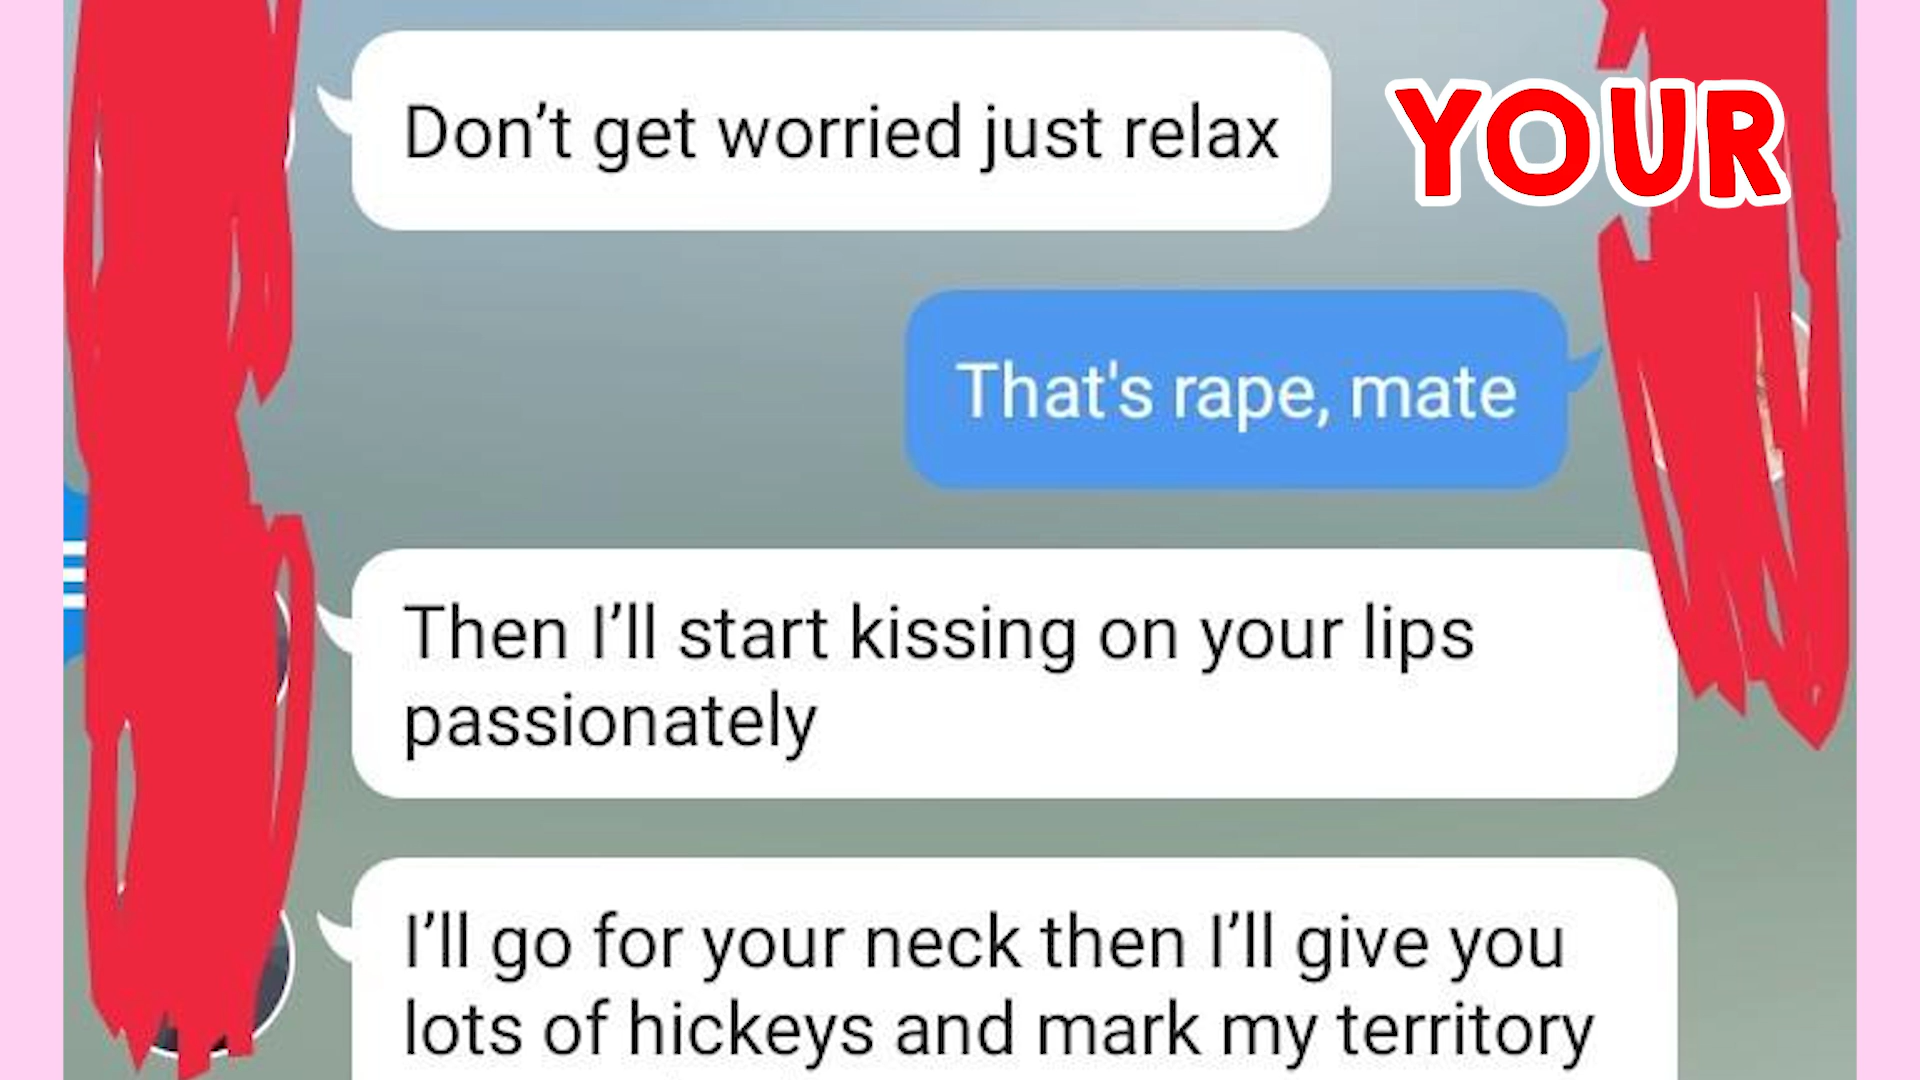 Don’t get worried just relax
YOUR
That's rape, mate
Then I’ll start kissing on your lips
passionately
I’ll go for your neck then I’ll give you
lots of hickeys and mark my territory